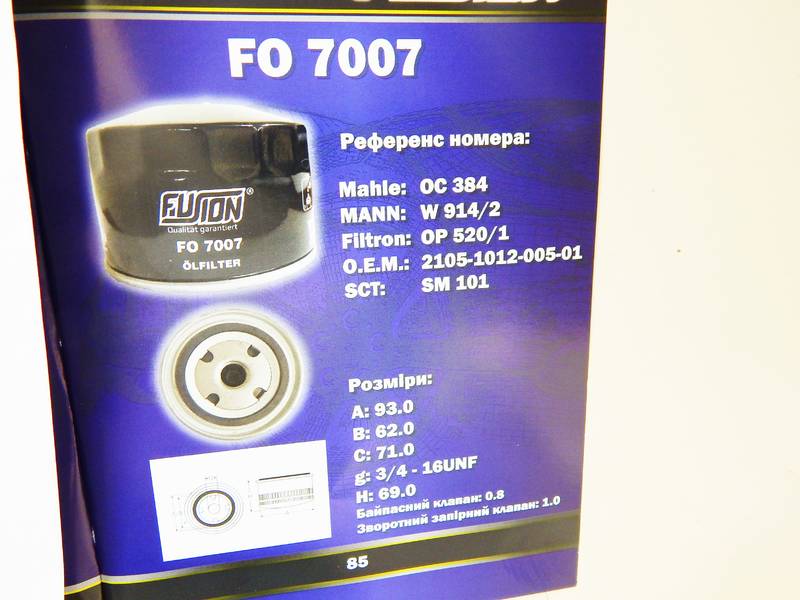 FO 7007
FUSION®
Qualität garantiert
FO 7007
ÖLFILTER
Референс номера:
Mahle: OC 384
MANN: W 914/2
Filtron: OP 520/1
O.E.M.: 2105-1012-005-01
SCT: SM 101
Розміри:
A: 93.0
B: 62.0
C: 71.0
g: 3/4 - 16UNF
H: 69.0
Байпасний клапан: 0.8
Зворотний запірний клапан: 1.0
85